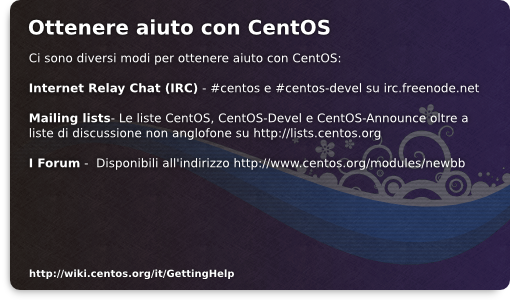 Ottenere aiuto con CentOS
Ci sono diversi modi per ottenere aiuto con CentOS:
Internet Relay Chat (IRC) - #centos e #centos-devel su irc.freenode.net
Mailing lists- Le liste CentOS, CentOS-Devel e CentOS-Announce oltre a
liste di discussione non anglofone su http://lists.centos.org
I Forum -  Disponibili all'indirizzo http://www.centos.org/modules/newbb
http://wiki.centos.org/it/GettingHelp